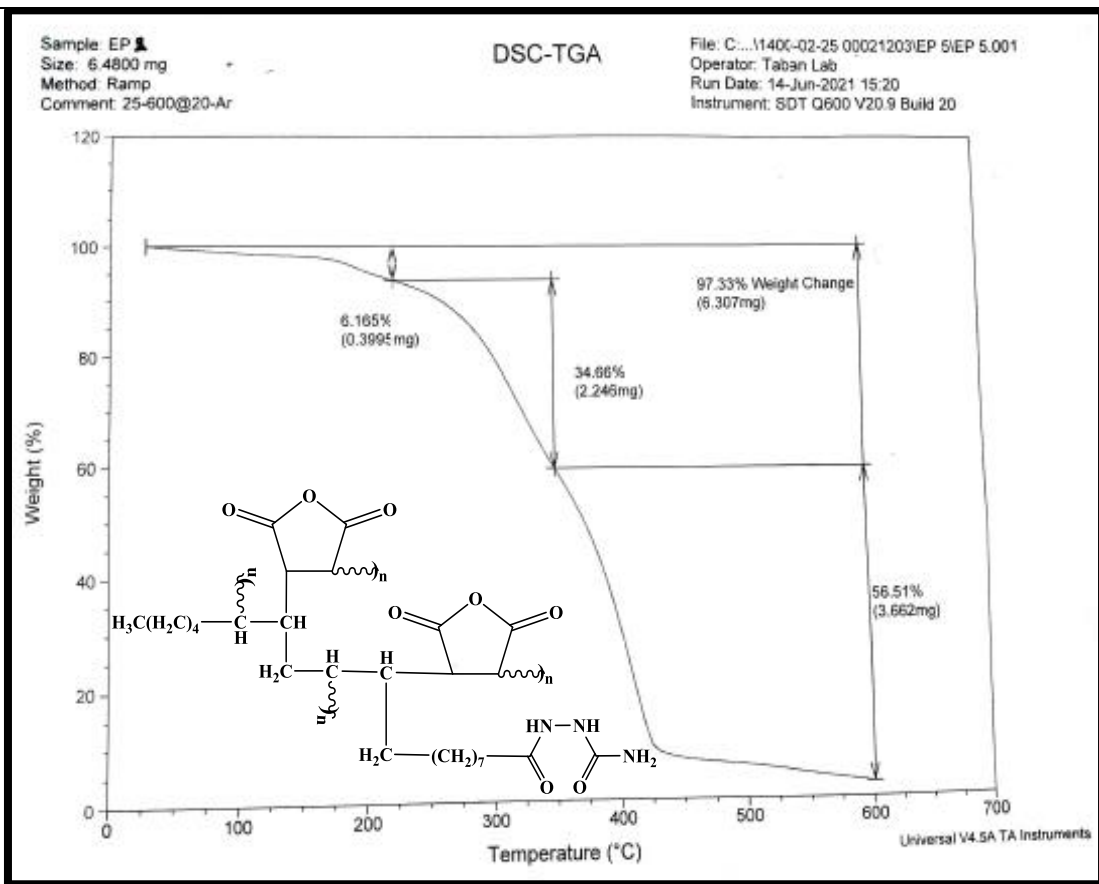 Sample: EP
Size: 6.4800 mg
Method: Ramp
Comment: 25-600@20-Ar
DSC-TGA
File: C:...\1400-02-25 00021203\EP 5\EP 5.001
Operator: Taban Lab
Run Date: 14-Jun-2021 15:20
Instrument: SDT Q600 V20.9 Build 20
120
100
80
60
40
20
0
Weight (%)
6.165%
(0.3995mg)
34.66%
(2.246mg)
97.33% Weight Change
(6.307mg)
56.51%
(3.662mg)
O
O
O
n
n
H₃C(H₂C)₄
C
H
CH
O
O
O
H₂C
H
C
H
C
n
n
H₂C
(CH₂)₇
HN
NH
NH₂
O
O
0
100
200
300
400
500
600
700
Temperature (°C)
Universal V4.5A TA Instruments